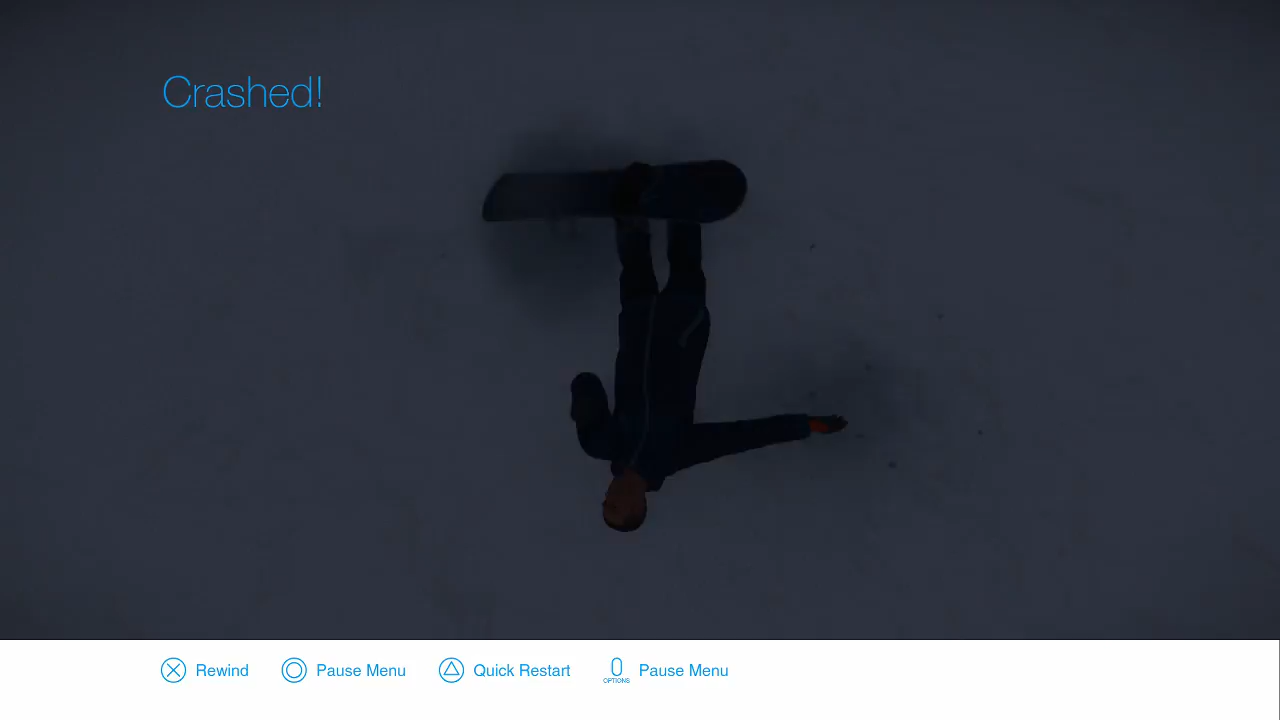 Crashed!
Rewind
Pause Menu
Quick Restart
OPTIONS
Pause Menu